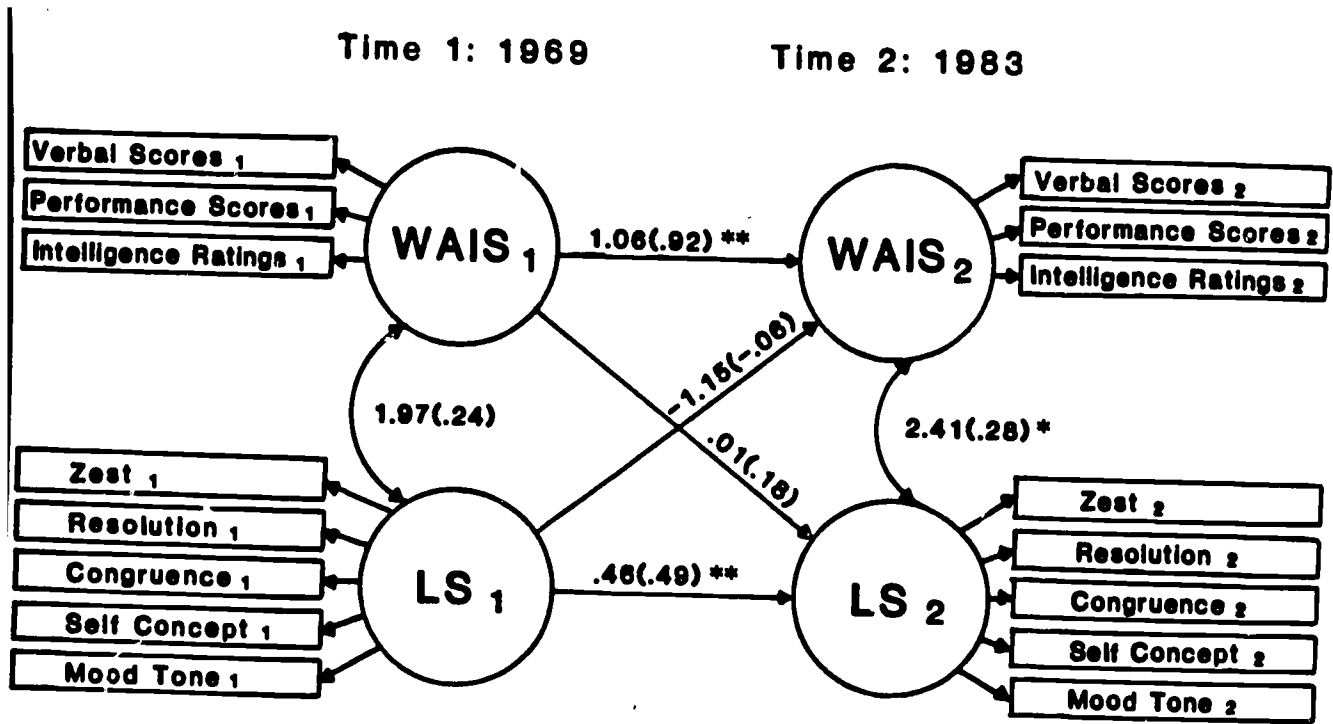 Time 1: 1969
Time 2: 1983
Verbal Scores 1
Performance Scores 1
Intelligence Ratings 1
WAIS 1
1.06(.92) **
WAIS 2
Verbal Scores 2
Performance Scores 2
Intelligence Ratings 2
1.97(.24)
-1.15(-.06)
.01(.18)
2.41(.28) *
Zest 1
Resolution 1
Congruence 1
Self Concept 1
Mood Tone 1
LS 1
.46(.49) **
LS 2
Zest 2
Resolution 2
Congruence 2
Self Concept 2
Mood Tone 2